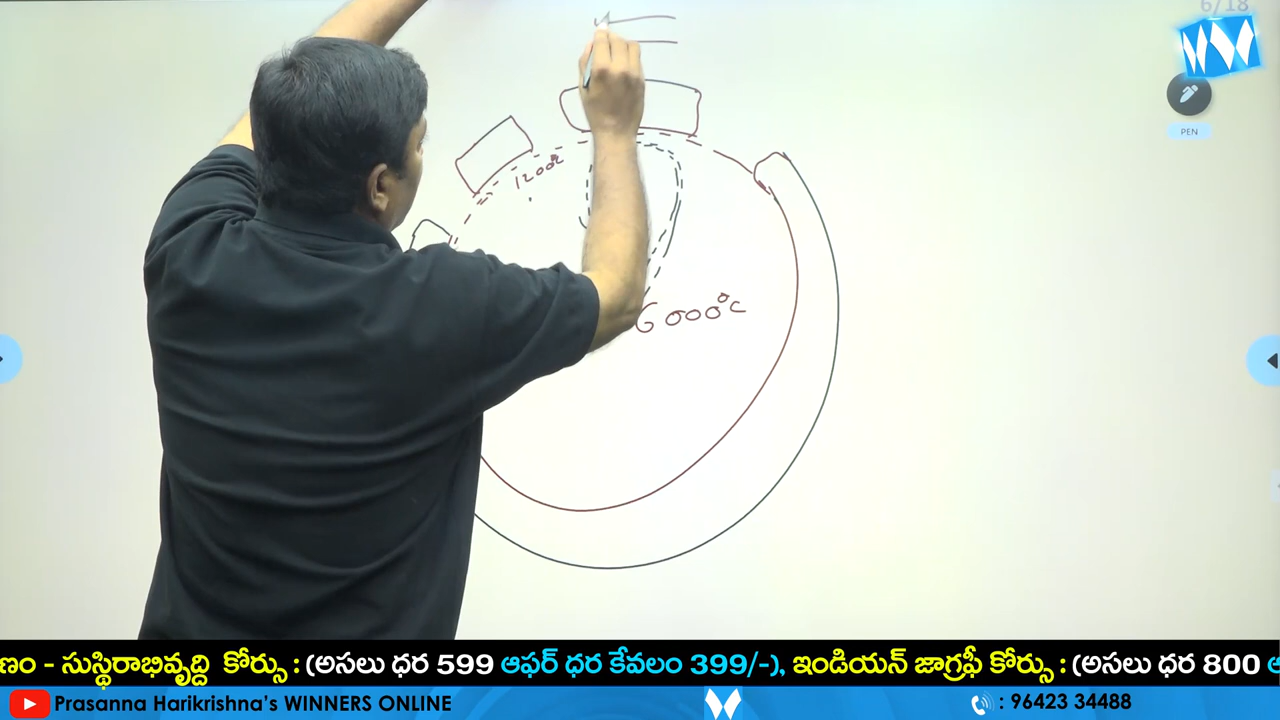 6/18
PEN
1200°C
6000°C
ణం - సుస్థిరాభివృద్ధి కోర్సు : (అసలు ధర 599 ఆఫర్ ధర కేవలం 399/-), ఇండియన్ జాగ్రఫీ కోర్సు : (అసలు ధర 800
Prasanna Harikrishna's WINNERS ONLINE
: 96423 34488